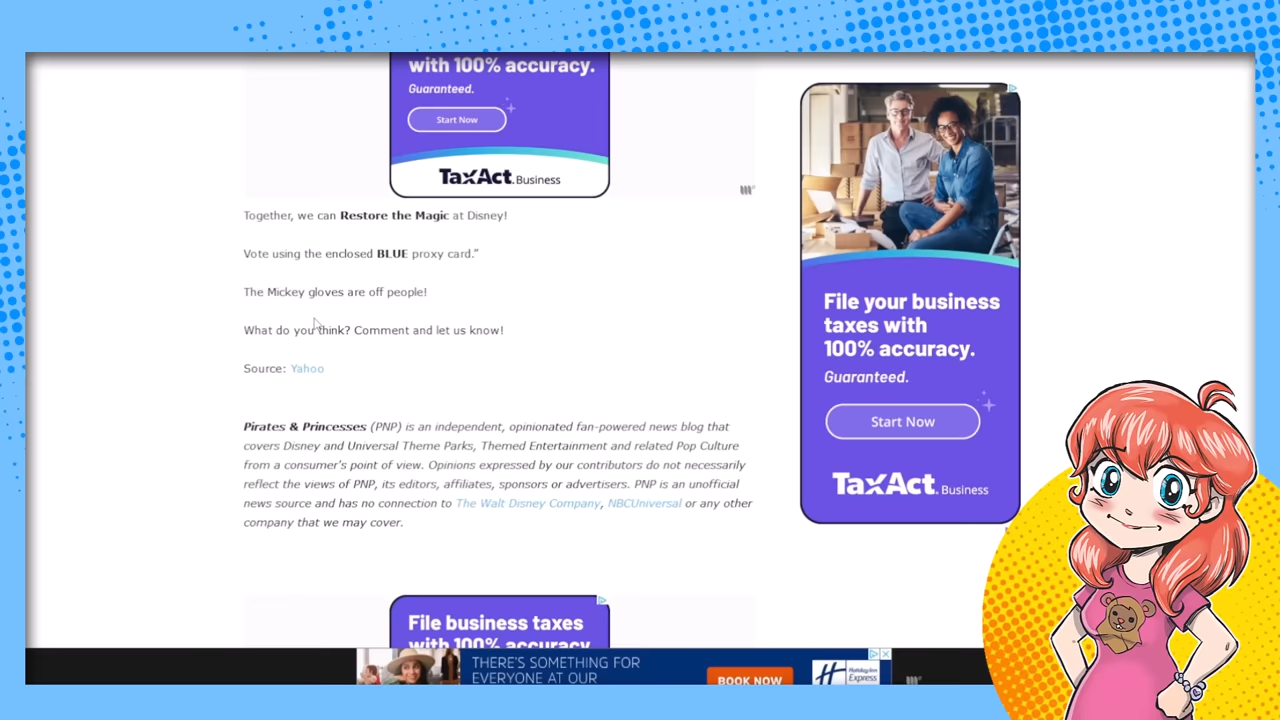 with 100% accuracy.
Guaranteed.
Start Now
TaxAct. Business
Together, we can Restore the Magic at Disney!
Vote using the enclosed BLUE proxy card.”
The Mickey gloves are off people!
What do you think? Comment and let us know!
Source: Yahoo
Pirates & Princesses (PNP) is an independent, opinionated fan-powered news blog that
covers Disney and Universal Theme Parks, Themed Entertainment and related Pop Culture
from a consumer's point of view. Opinions expressed by our contributors do not necessarily
reflect the views of PNP, its editors, affiliates, sponsors or advertisers. PNP is an unofficial
news source and has no connection to The Walt Disney Company, NBCUniversal or any other
company that we may cover.
File your business
taxes with
100% accuracy.
Guaranteed.
Start Now
TaxAct. Business
File business taxes
with 100% accuracy
THERE'S SOMETHING FOR
EVERYONE AT OUR
BOOK NOW
Holiday Inn
Express